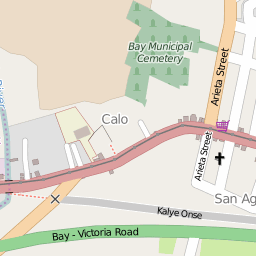 Bay Municipal
Cemetery
Arieta Street
Calo
Arieta Street
San Ag
Kalye Onse
Bay - Victoria Road